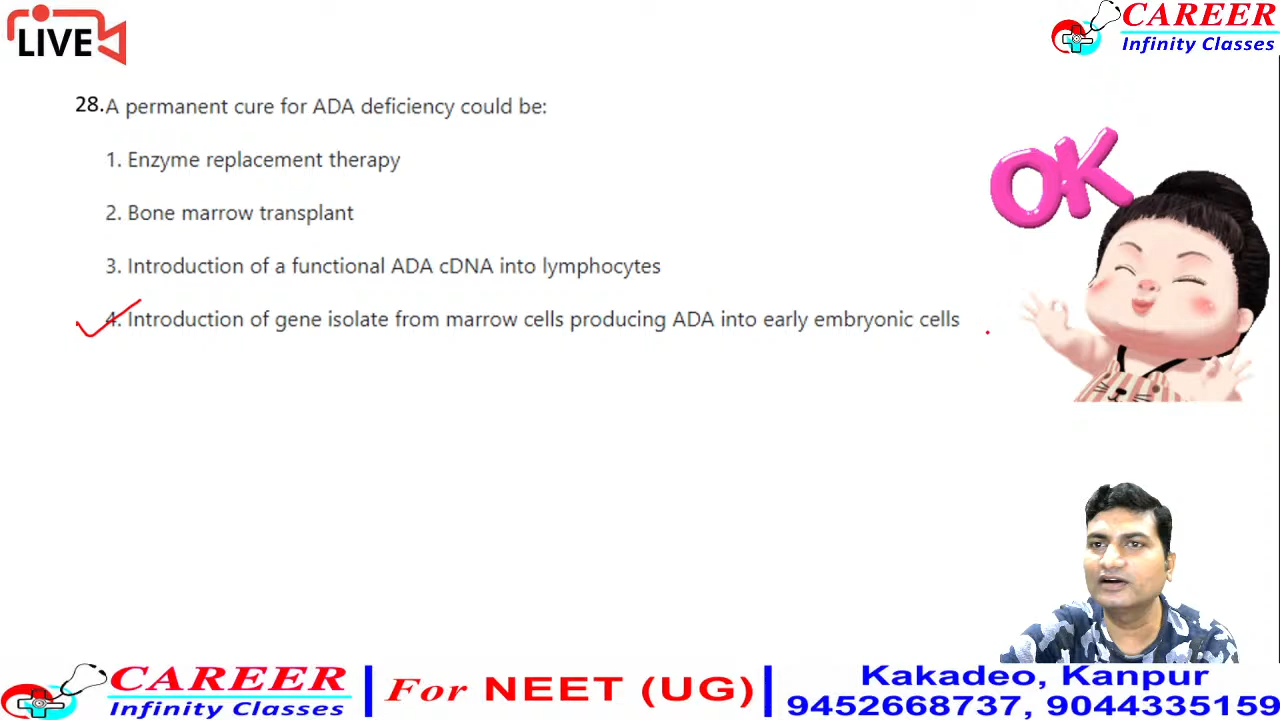 LIVE
CAREER
Infinity Classes
28. A permanent cure for ADA deficiency could be:
1. Enzyme replacement therapy
2. Bone marrow transplant
3. Introduction of a functional ADA cDNA into lymphocytes
4. Introduction of gene isolate from marrow cells producing ADA into early embryonic cells
OK
CAREER
Infinity Classes
For NEET (UG)
Kakadeo, Kanpur
9452668737, 9044335159